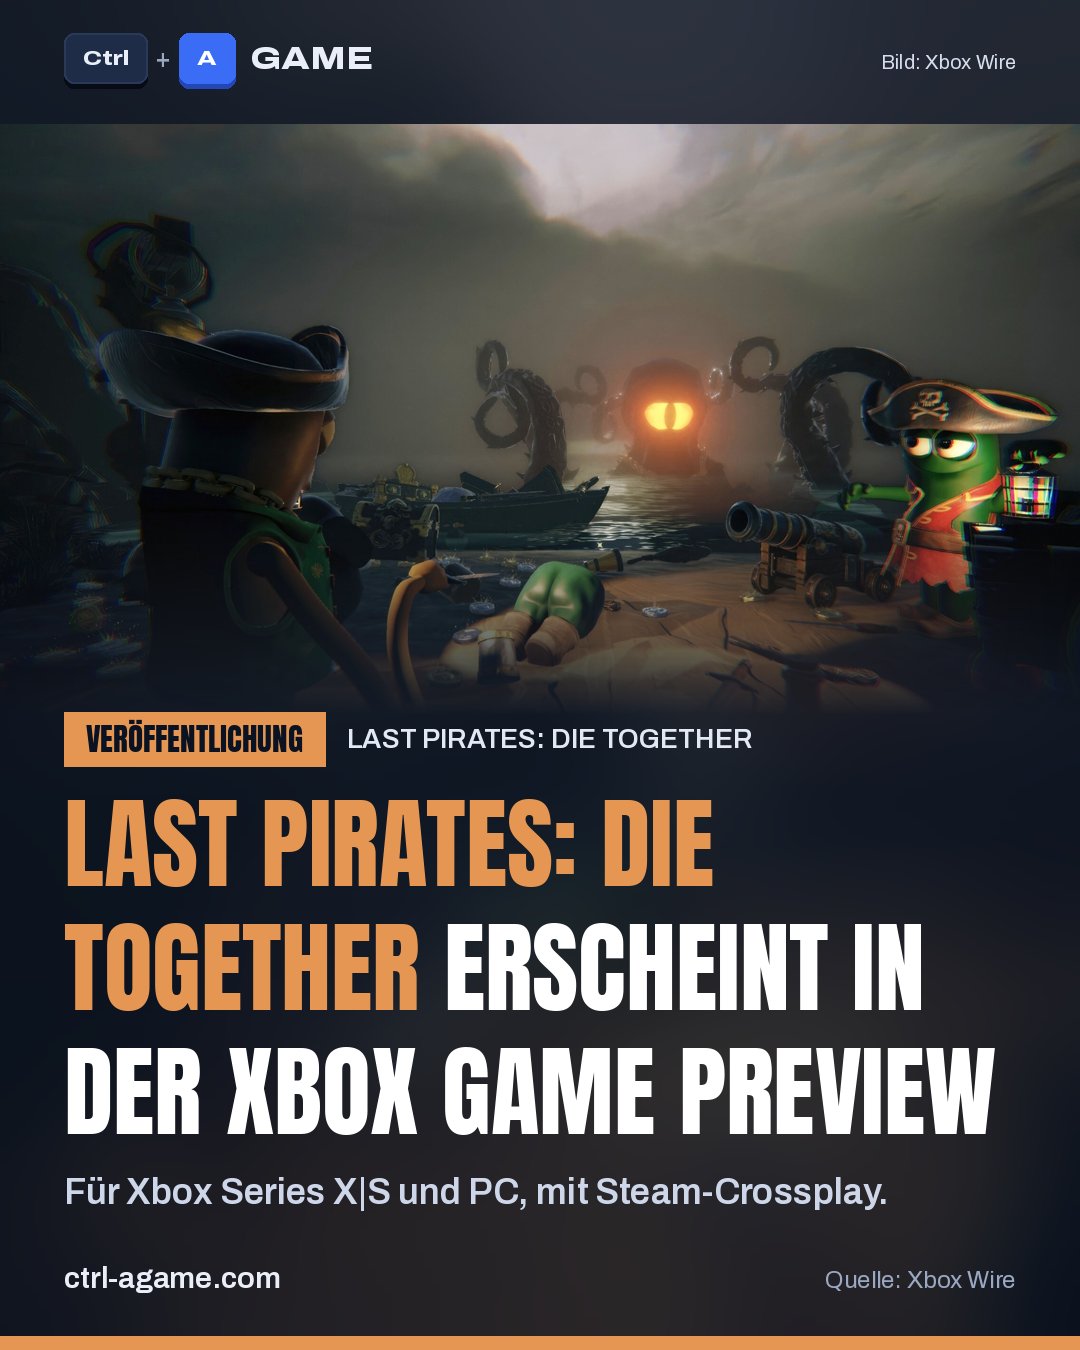 Ctrl + A GAME
Bild: Xbox Wire
VERÖFFENTLICHUNG LAST PIRATES: DIE TOGETHER
LAST PIRATES: DIE
TOGETHER ERSCHEINT IN
DER XBOX GAME PREVIEW
Für Xbox Series X|S und PC, mit Steam-Crossplay.
ctrl-agame.com
Quelle: Xbox Wire